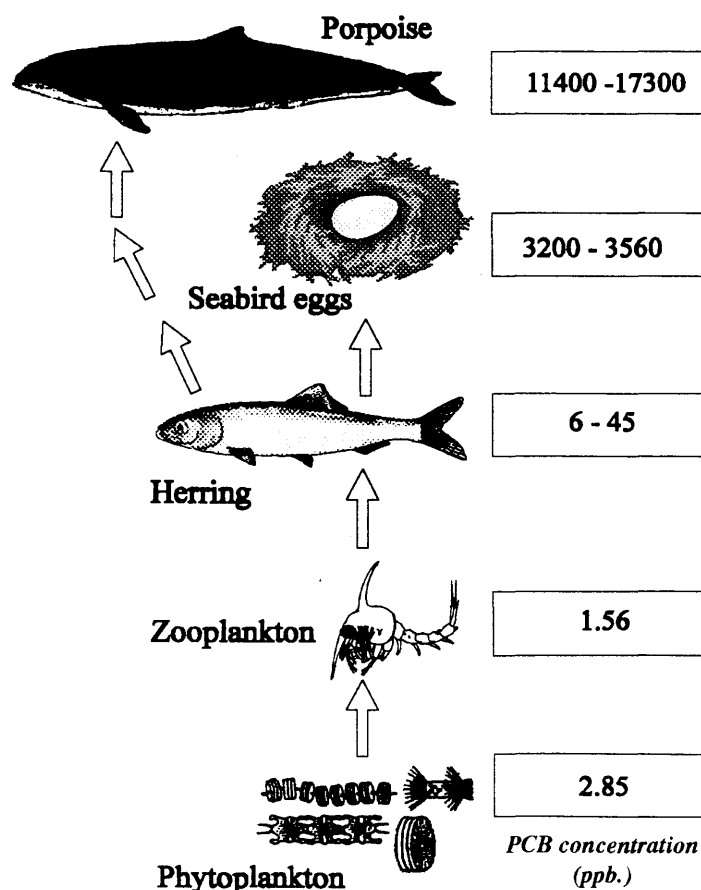 Porpoise
11400 -17300
3200 - 3560
Seabird eggs
6 - 45
Herring
Zooplankton
1.56
2.85
PCB concentration
(ppb.)
Phytoplankton